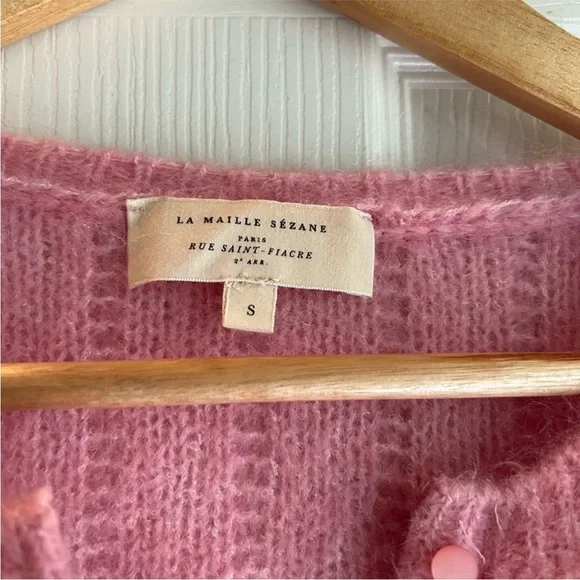 LA MAILLE SÉZANE
PARIS
RUE SAINT-FIACRE
2ᵉ ARR.
S